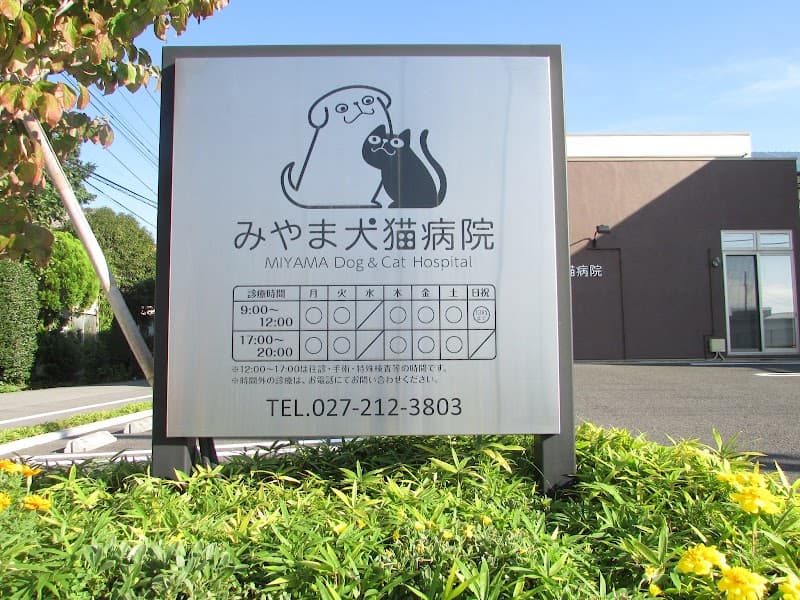 みやま犬猫病院
MIYAMA Dog & Cat Hospital
診療時間 月 火 水 木 金 土 日祝
9:00～12:00 ○ ○ ／ ○ ○ ○
17:00～20:00 ○ ○ ／ ○ ○ ○ ／
※12:00～17:00は往診・手術・特殊検査等の時間です。
※時間外の診療は、お電話にてお問い合わせください。
TEL.027-212-3803
猫病院